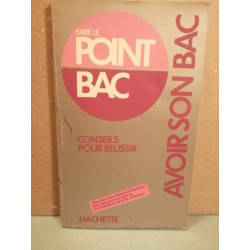 FAIRE LE
POINT
BAC
CONSEILS
POUR REUSSIR
HACHETTE
AVOIR SON BAC